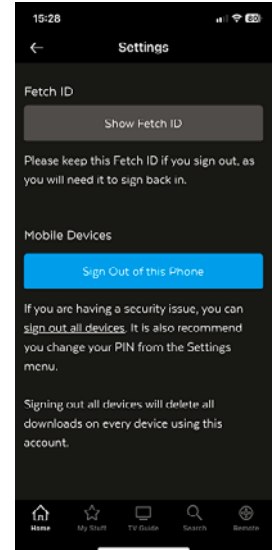 15:28
60
Settings
Fetch ID
Show Fetch ID
Please keep this Fetch ID if you sign out, as
you will need it to sign back in.
Mobile Devices
Sign Out of this Phone
If you are having a security issue, you can
sign out all devices. It is also recommend
you change your PIN from the Settings
menu.
Signing out all devices will delete all
downloads on every device using this
account.
Home My Stuff TV Guide Search Remote